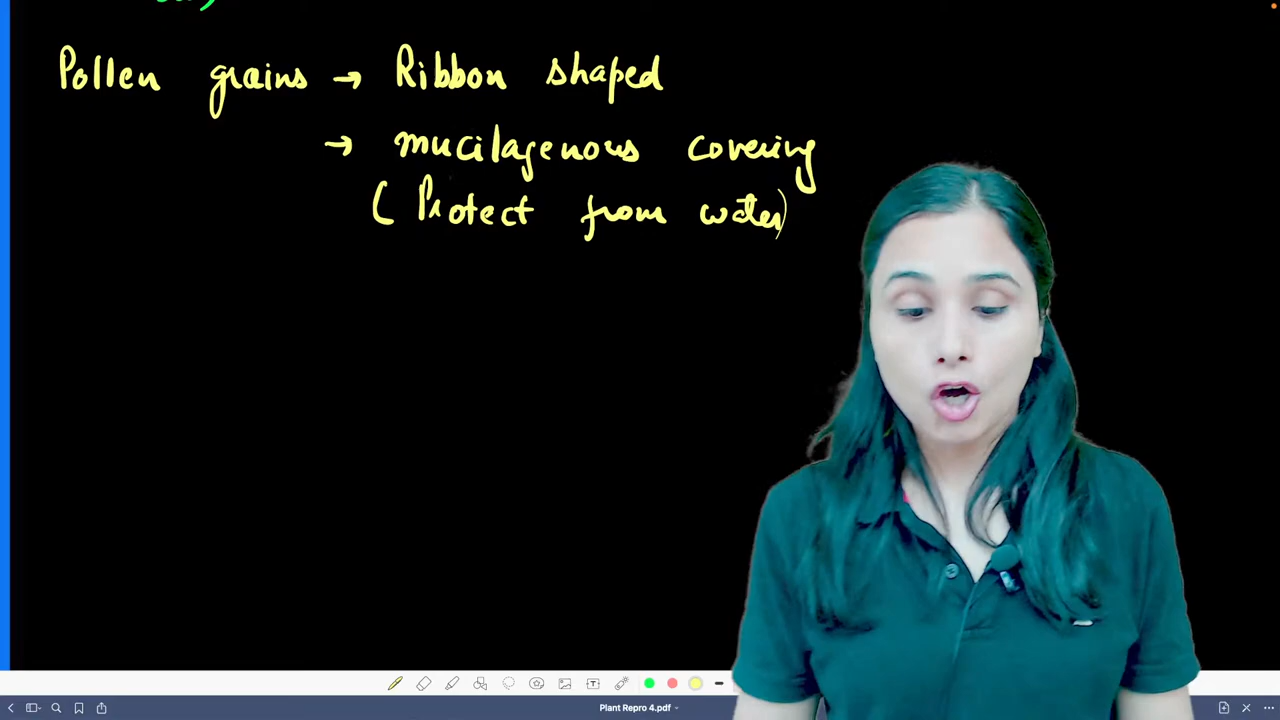 Pollen grains → Ribbon shaped
→ mucilagenous covering
( Protect from water)
Plant Repro 4.pdf